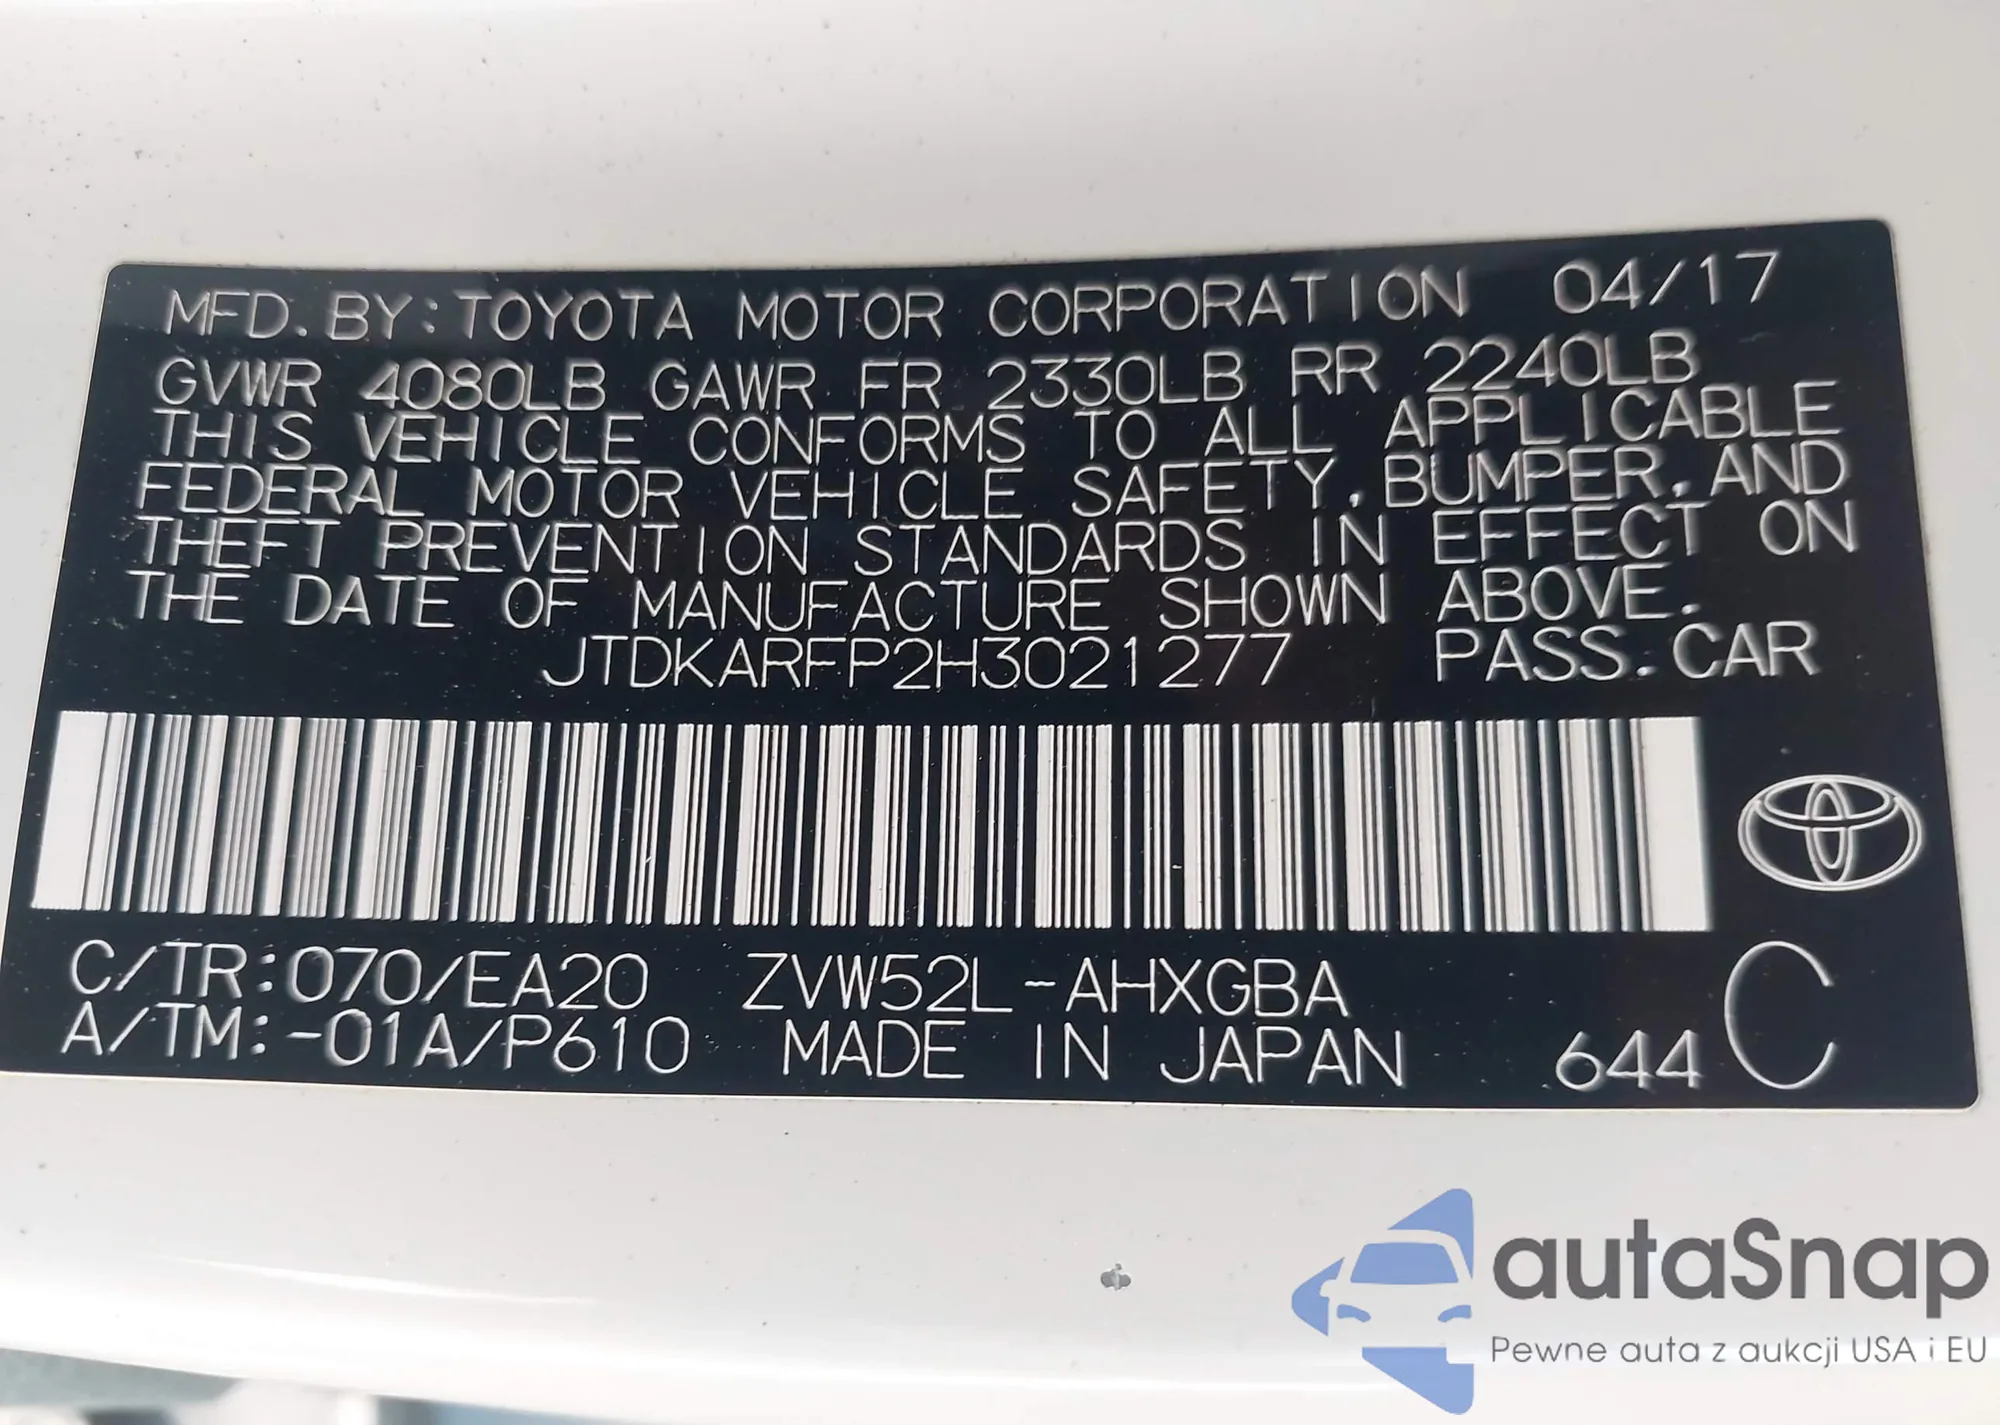 MFD. BY: TOYOTA MOTOR CORPORATION 04/17
GVWR 4080LB GAWR FR 2330LB RR 2240LB
THIS VEHICLE CONFORMS TO ALL APPLICABLE
FEDERAL MOTOR VEHICLE SAFETY, BUMPER, AND
THEFT PREVENTION STANDARDS IN EFFECT ON
THE DATE OF MANUFACTURE SHOWN ABOVE.
JTDKARFP2H3021277 PASS. CAR
C/TR: 070/EA20 ZVW52L-AHXGBA
A/TM: -01A/P610 MADE IN JAPAN 644 C
autaSnap
Pewne auta z aukcji USA i EU